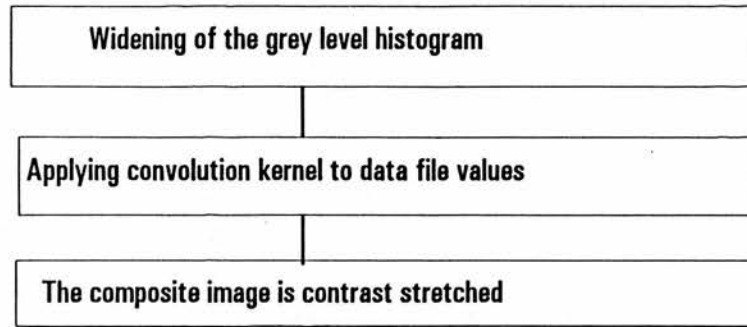 Widening of the grey level histogram
Applying convolution kernel to data file values
The composite image is contrast stretched